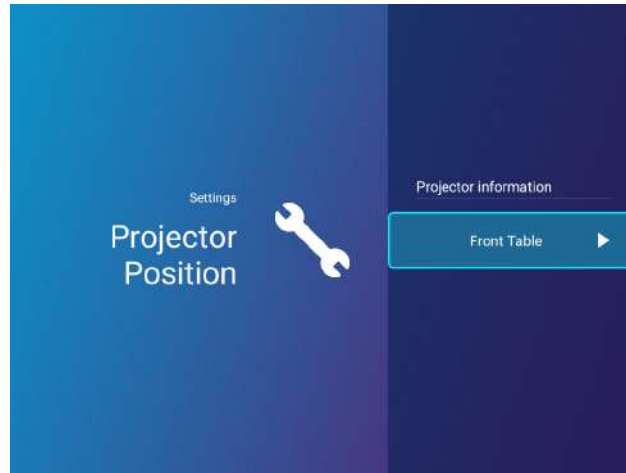 Settings
Projector
Position
Projector information
Front Table